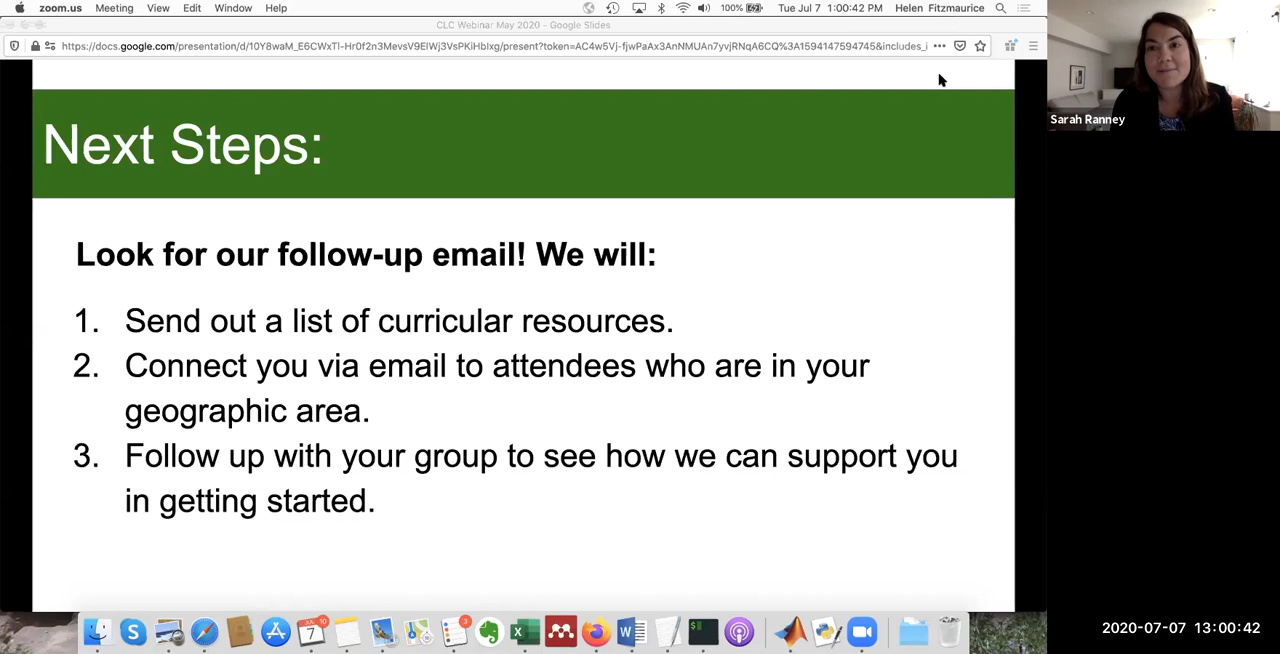 zoom.us Meeting View Edit Window Help 100% Tue Jul 7 1:00:42 PM Helen Fitzmaurice
CLC Webinar May 2020 - Google Slides
Sarah Ranney
Next Steps:
Look for our follow-up email! We will:
1. Send out a list of curricular resources.
2. Connect you via email to attendees who are in your
geographic area.
3. Follow up with your group to see how we can support you
in getting started.
2020-07-07 13:00:42